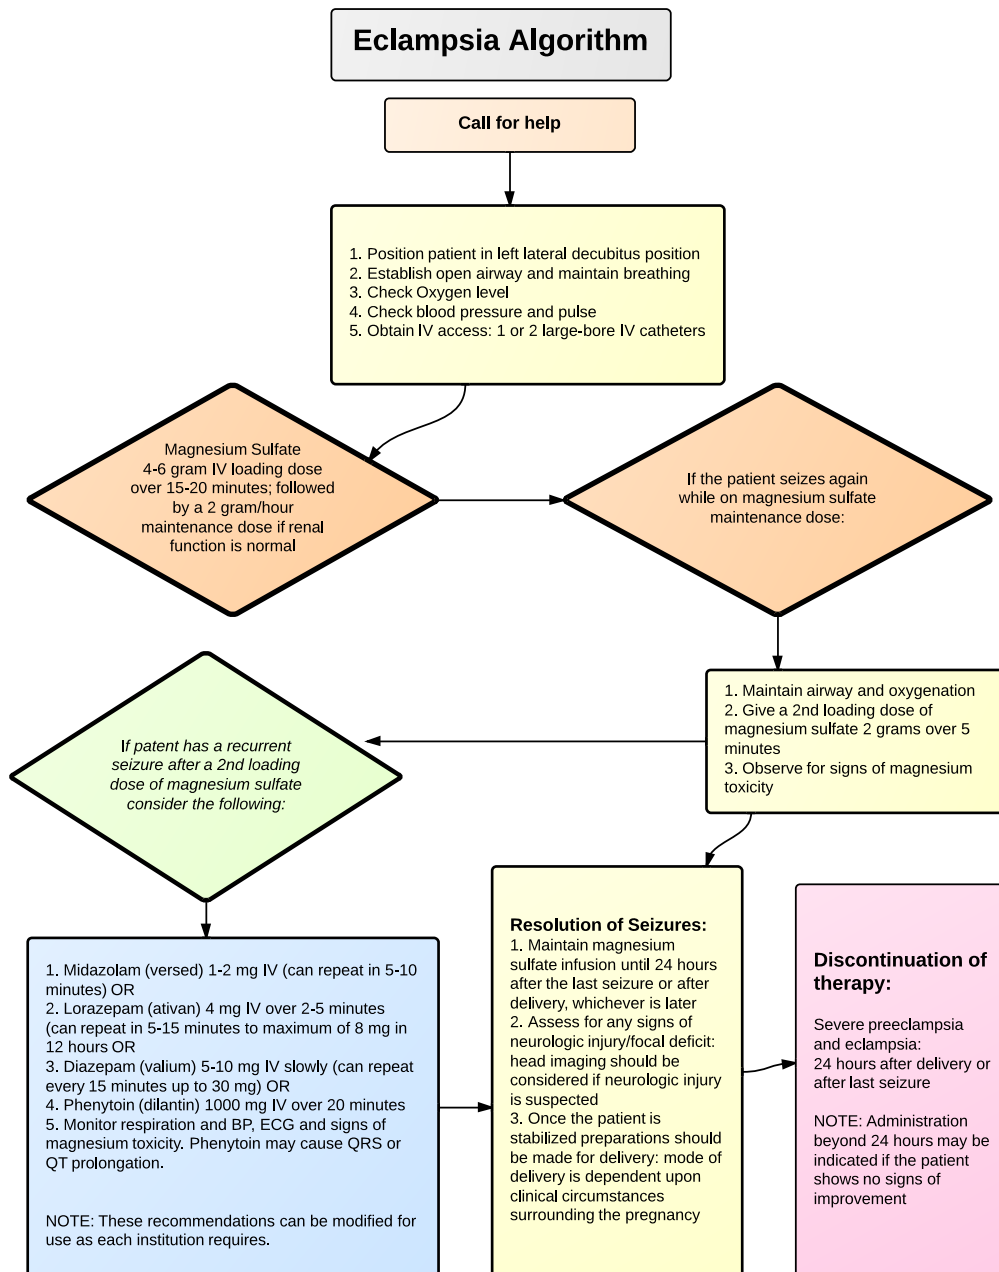 Eclampsia Algorithm
Call for help
1. Position patient in left lateral decubitus position
2. Establish open airway and maintain breathing
3. Check Oxygen level
4. Check blood pressure and pulse
5. Obtain IV access: 1 or 2 large-bore IV catheters
Magnesium Sulfate
4-6 gram IV loading dose
over 15-20 minutes; followed
by a 2 gram/hour
maintenance dose if renal
function is normal
If the patient seizes again
while on magnesium sulfate
maintenance dose:
1. Maintain airway and oxygenation
2. Give a 2nd loading dose of
magnesium sulfate 2 grams over 5
minutes
3. Observe for signs of magnesium
toxicity
If patent has a recurrent
seizure after a 2nd loading
dose of magnesium sulfate
consider the following:
1. Midazolam (versed) 1-2 mg IV (can repeat in 5-10
minutes) OR
2. Lorazepam (ativan) 4 mg IV over 2-5 minutes
(can repeat in 5-15 minutes to maximum of 8 mg in
12 hours OR
3. Diazepam (valium) 5-10 mg IV slowly (can repeat
every 15 minutes up to 30 mg) OR
4. Phenytoin (dilantin) 1000 mg IV over 20 minutes
5. Monitor respiration and BP, ECG and signs of
magnesium toxicity. Phenytoin may cause QRS or
QT prolongation.
NOTE: These recommendations can be modified for
use as each institution requires.
Resolution of Seizures:
1. Maintain magnesium
sulfate infusion until 24 hours
after the last seizure or after
delivery, whichever is later
2. Assess for any signs of
neurologic injury/focal deficit:
head imaging should be
considered if neurologic injury
is suspected
3. Once the patient is
stabilized preparations should
be made for delivery: mode of
delivery is dependent upon
clinical circumstances
surrounding the pregnancy
Discontinuation of
therapy:
Severe preeclampsia
and eclampsia:
24 hours after delivery or
after last seizure
NOTE: Administration
beyond 24 hours may be
indicated if the patient
shows no signs of
improvement